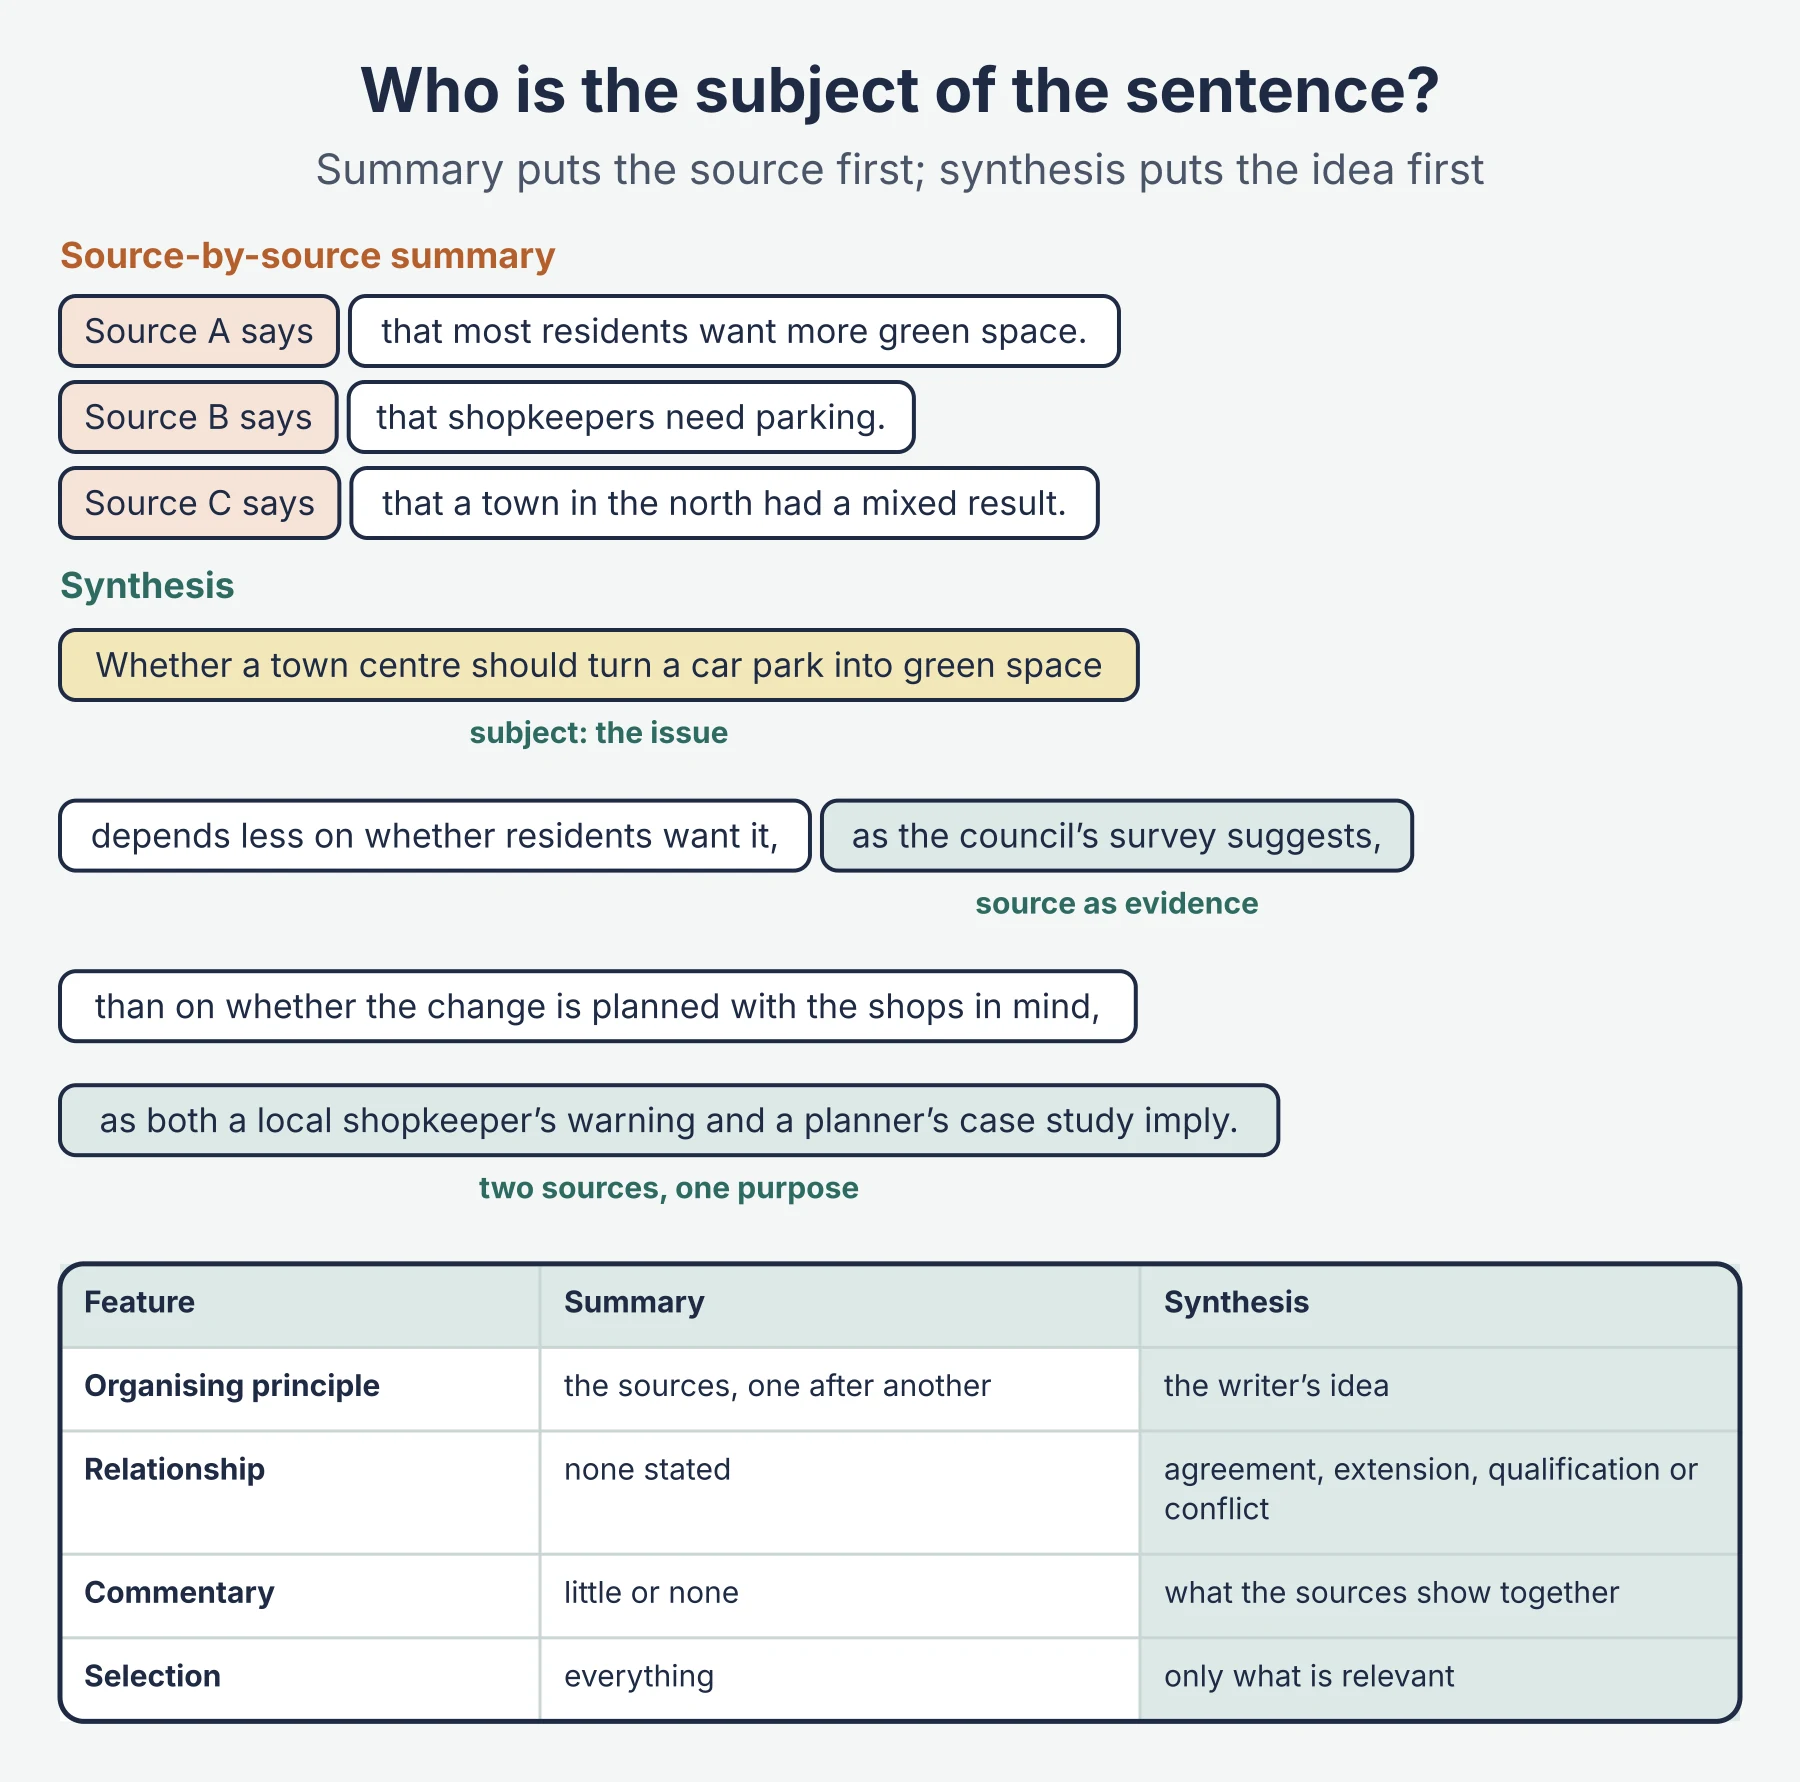 Who is the subject of the sentence?
Summary puts the source first; synthesis puts the idea first
Source-by-source summary
Source A says that most residents want more green space.
Source B says that shopkeepers need parking.
Source C says that a town in the north had a mixed result.
Synthesis
Whether a town centre should turn a car park into green space
subject: the issue
depends less on whether residents want it, as the council’s survey suggests,
source as evidence
than on whether the change is planned with the shops in mind,
as both a local shopkeeper’s warning and a planner’s case study imply.
two sources, one purpose
Feature Summary Synthesis
Organising principle the sources, one after another the writer’s idea
Relationship none stated agreement, extension, qualification or
conflict
Commentary little or none what the sources show together
Selection everything only what is relevant